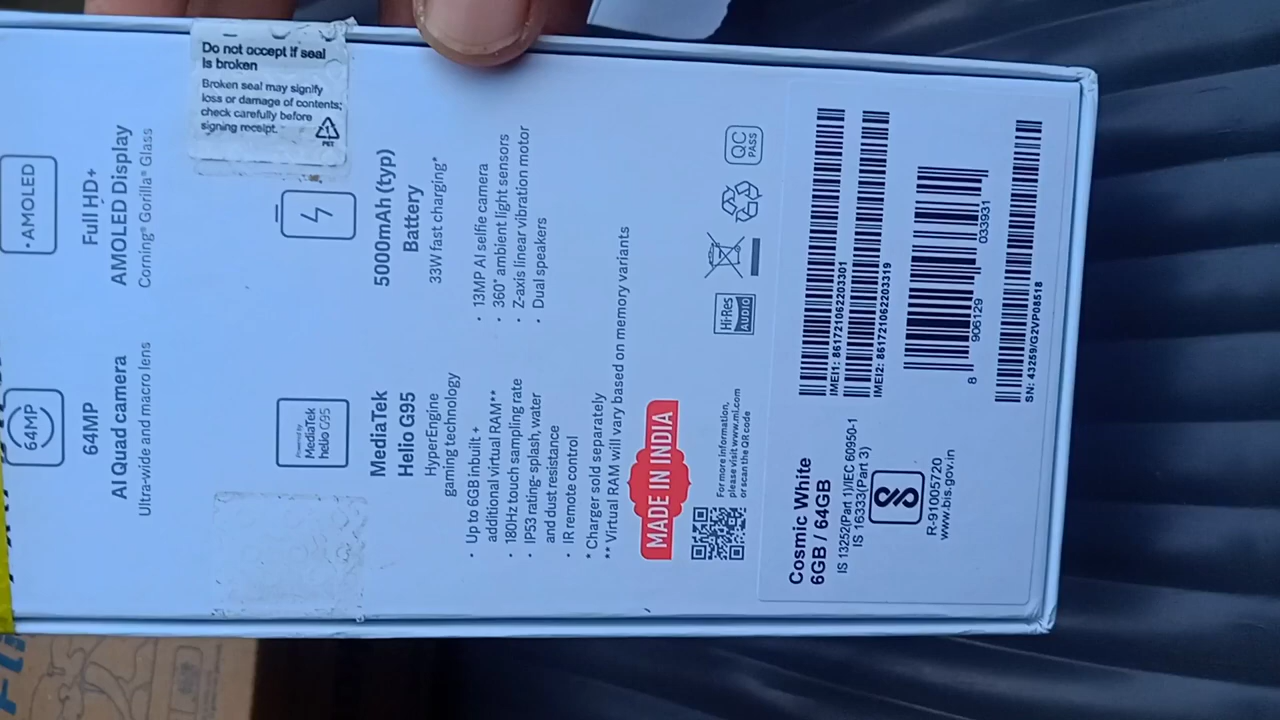 Do not accept if seal
is broken
Broken seal may signify
loss or damage of contents;
check carefully before
signing receipt.
1
PET
64MP
64MP
AI Quad camera
Ultra-wide and macro lens
AMOLED
Full HD+
AMOLED Display
Corning® Gorilla® Glass
Powered by
MediaTek
helio G95
MediaTek
Helio G95
HyperEngine
gaming technology
5000mAh (typ)
Battery
33W fast charging*
• Up to 6GB inbuilt +
additional virtual RAM**
• 180Hz touch sampling rate
• IP53 rating- splash, water
and dust resistance
• IR remote control
• 13MP AI selfie camera
• 360° ambient light sensors
• Z-axis linear vibration motor
• Dual speakers
* Charger sold separately
** Virtual RAM will vary based on memory variants
MADE IN INDIA
For more information,
please visit www.mi.com
or scan the QR code
Hi-Res
AUDIO
QC
PASS
Cosmic White
6GB / 64GB
IS 13252(Part 1)/IEC 60950-1
IS 16333(Part 3)
R-91005720
www.bis.gov.in
IMEI1: 861721062203301
IMEI2: 861721062203319
8 906129 033931
SN: 43259/G2VP08518